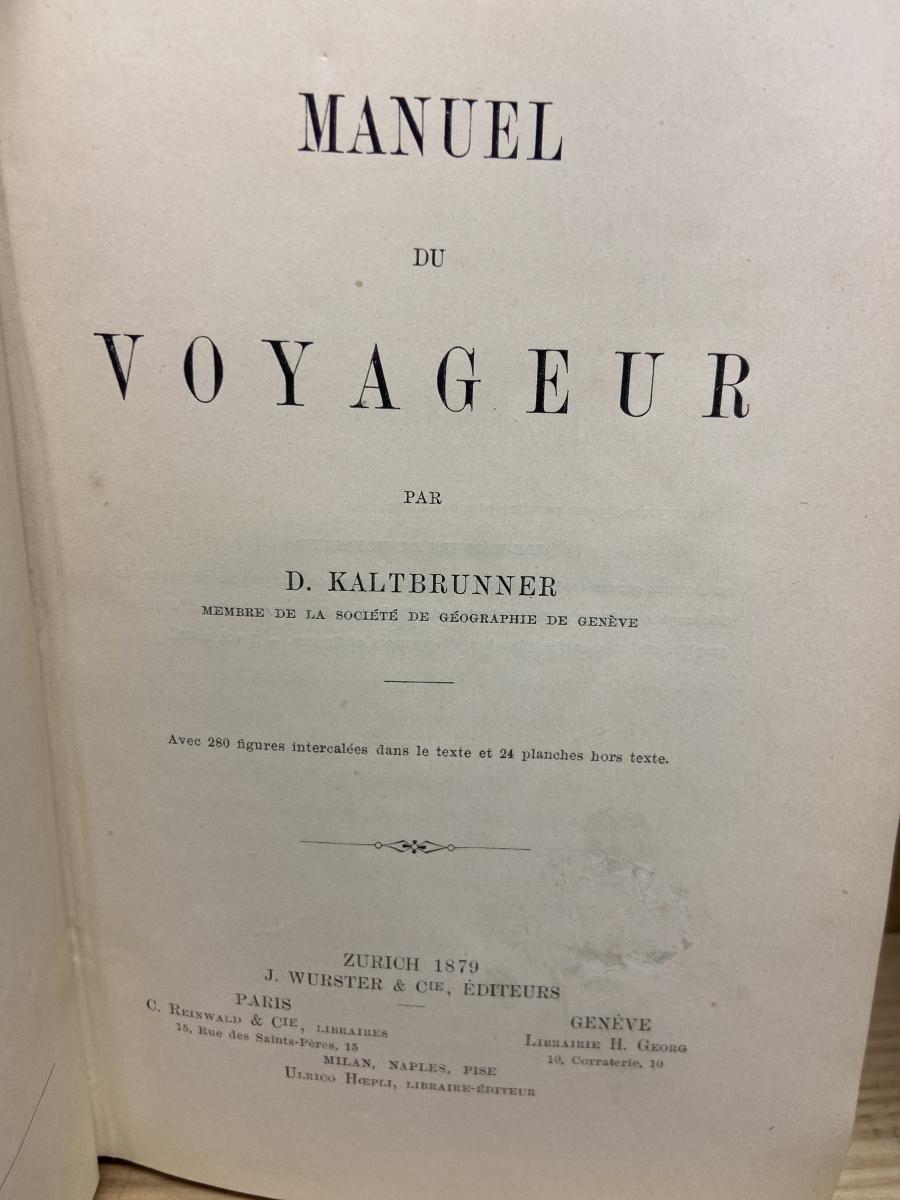 MANUEL
DU
VOYAGEUR
PAR
D. KALTBRUNNER
MEMBRE DE LA SOCIÉTÉ DE GÉOGRAPHIE DE GENÈVE
Avec 280 figures intercalées dans le texte et 24 planches hors texte.
ZURICH 1879
J. WURSTER & CIE, ÉDITEURS
PARIS
C. REINWALD & CIE, LIBRAIRES
15, Rue des Saints-Pères, 15
GENÈVE
LIBRAIRIE H. GEORG
10, Corraterie, 10
MILAN, NAPLES, PISE
ULRICO HŒPLI, LIBRAIRE-ÉDITEUR